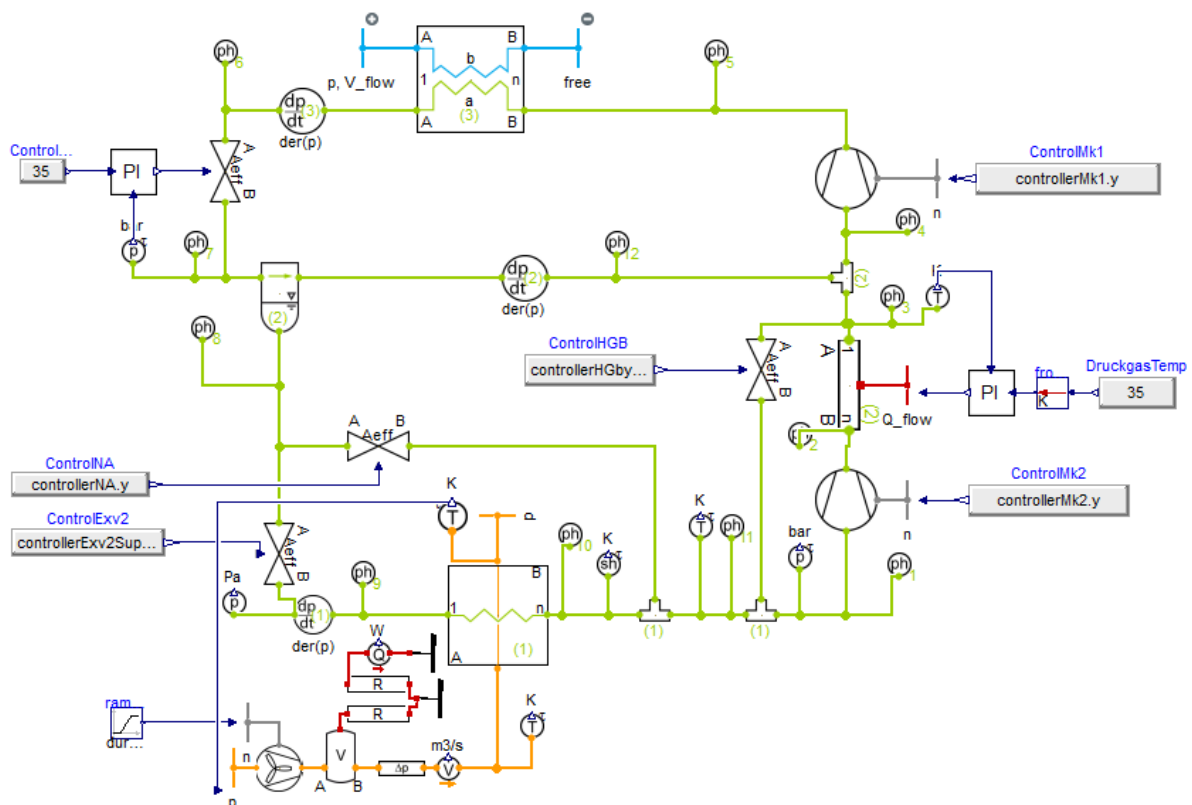 ph
6
A
B
b
p, V_flow
1
n
free
ph
5
a
(3)
A
B
dp
dt
(3)
der(p)
Control...
35
PI
A
Aeff
B
ControlMk1
controllerMk1.y
n
bar
p
ph
7
ph
12
ph
4
dp
dt
(2)
der(p)
(2)
(2)
T
ph
3
ph
8
ControlHGB
controllerHGby...
A
Aeff
B
1
A
B
n
(2)
PI
fro
K
DruckgasTemp
35
Q_flow
2
A
Aeff
B
ControlNA
controllerNA.y
K
T
p
ControlMk2
controllerMk2.y
n
ControlExv2
controllerExv2Sup...
A
Aeff
B
K
T
ph
11
bar
p
ph
10
K
sh
ph
1
Pa
p
dp
dt
(1)
der(p)
ph
9
1
B
n
A
(1)
(1)
(1)
W
Q
R
R
ram
dur...
K
T
n
V
A
B
Δp
m3/s
V
p